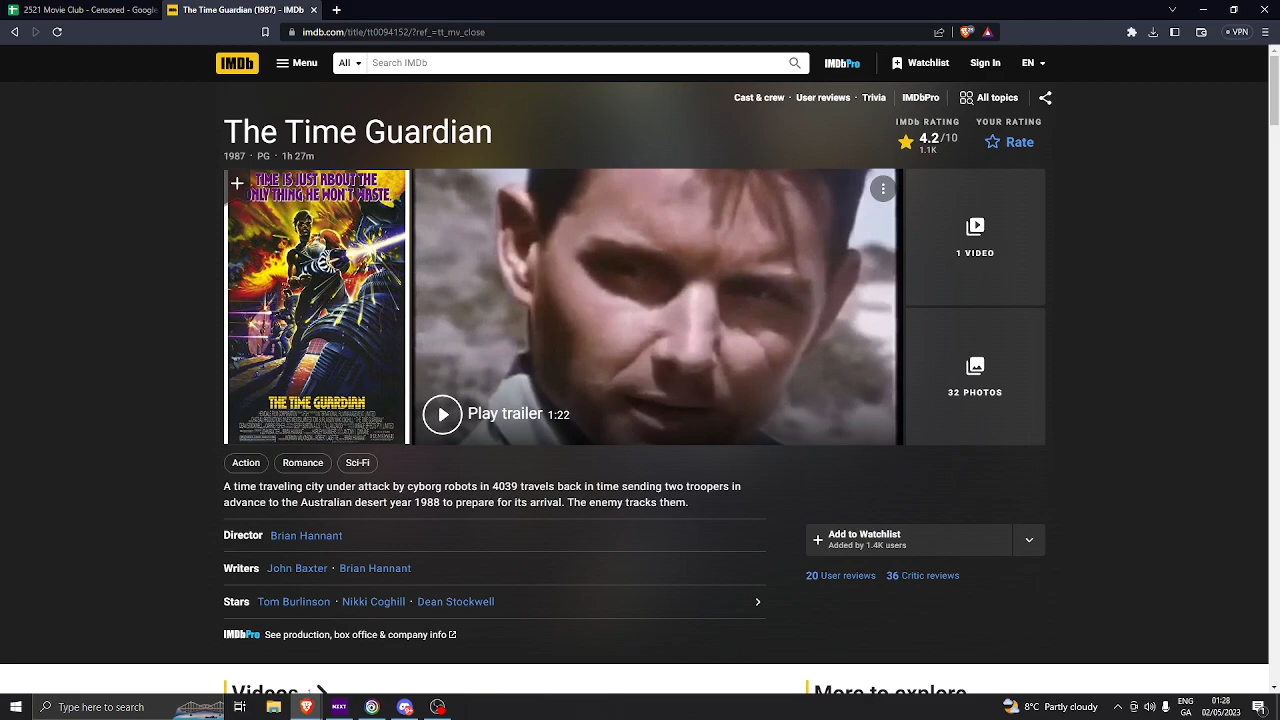 2521 Movie Club - Censored - Google
The Time Guardian (1987) - IMDb
imdb.com/title/tt0094152/?ref_=tt_mv_close
VPN
IMDb
Menu
All
Search IMDb
IMDbPro
Watchlist
Sign In
EN
Cast & crew · User reviews · Trivia
IMDbPro
All topics
The Time Guardian
1987 · PG · 1h 27m
IMDb RATING
4.2/10
1.1K
YOUR RATING
Rate
TIME IS JUST ABOUT THE
ONLY THING HE WON'T WASTE.
THE TIME GUARDIAN
Play trailer 1:22
1 VIDEO
32 PHOTOS
Action
Romance
Sci-Fi
A time traveling city under attack by cyborg robots in 4039 travels back in time sending two troopers in
advance to the Australian desert year 1988 to prepare for its arrival. The enemy tracks them.
Director Brian Hannant
Writers John Baxter · Brian Hannant
Stars Tom Burlinson · Nikki Coghill · Dean Stockwell
IMDbPro See production, box office & company info
Add to Watchlist
Added by 1.4K users
20 User reviews 36 Critic reviews
Videos 1
More to explore
Type here to search
NEXT
8°C Partly cloudy
ENG
GA
01:28
02/05/2023